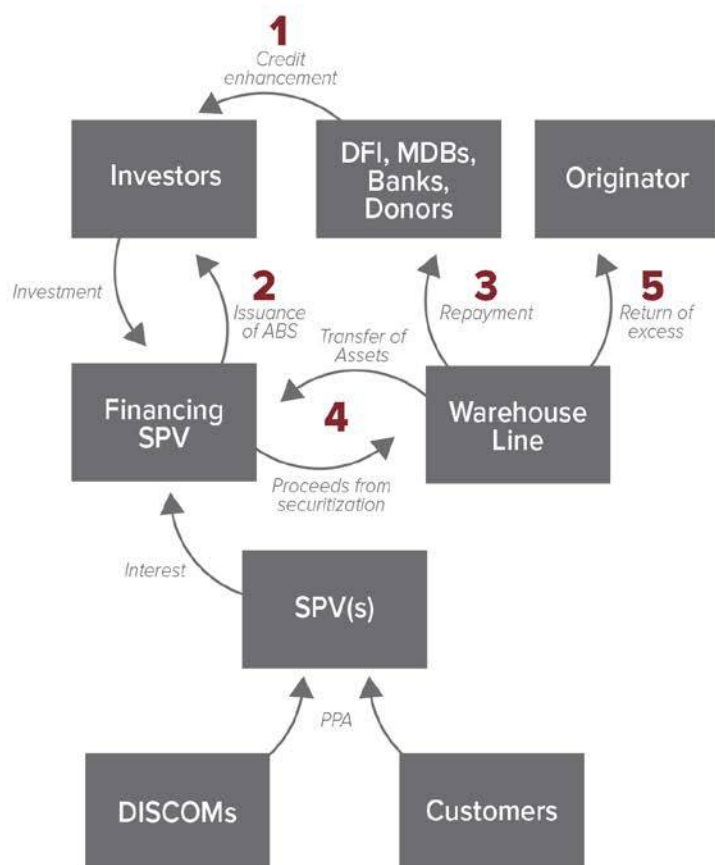 1
Credit
enhancement
Investors
DFI, MDBs,
Banks,
Donors
Originator
Investment
2
Issuance
of ABS
3
Repayment
5
Return of
excess
Transfer of
Assets
Financing
SPV
4
Warehouse
Line
Proceeds from
securitization
Interest
SPV(s)
PPA
DISCOMs
Customers